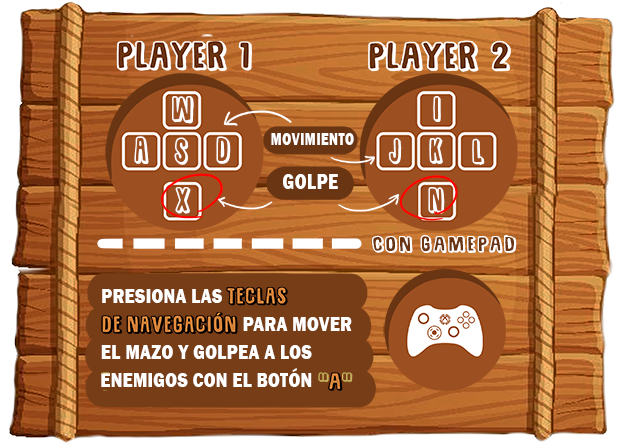 PLAYER 1
PLAYER 2
W
A S D
X
MOVIMIENTO
GOLPE
I
J K L
N
CON GAMEPAD
PRESIONA LAS TECLAS
DE NAVEGACIÓN PARA MOVER
EL MAZO Y GOLPEA A LOS
ENEMIGOS CON EL BOTÓN "A"